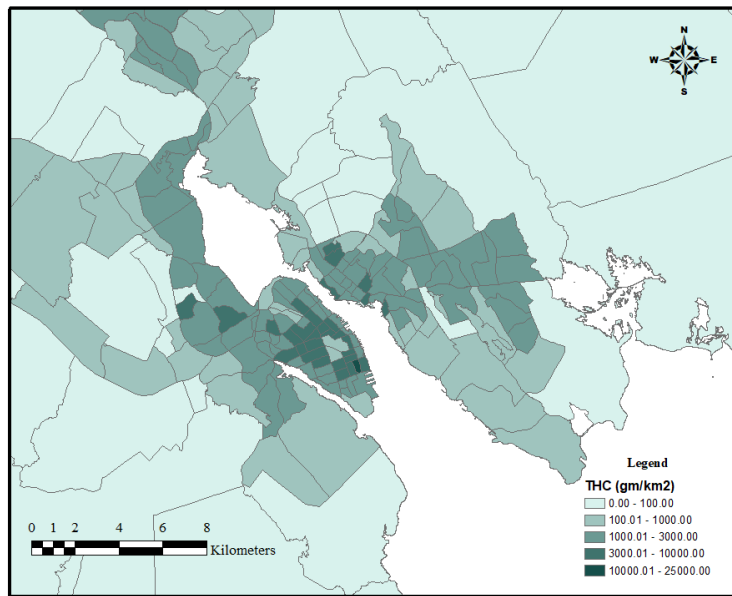 N
W E
S
Legend
THC (gm/km2)
0.00 - 100.00
100.01 - 1000.00
1000.01 - 3000.00
3000.01 - 10000.00
10000.01 - 25000.00
0 1 2 4 6 8
Kilometers